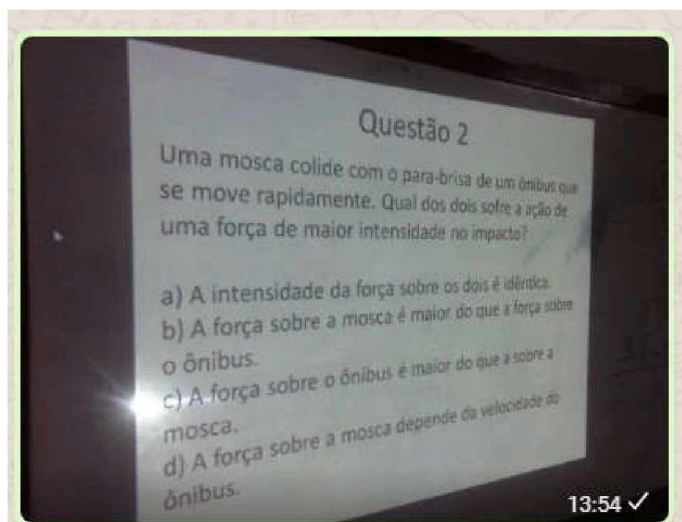 Questão 2
Uma mosca colide com o para-brisa de um ônibus que
se move rapidamente. Qual dos dois sofre a ação de
uma força de maior intensidade no impacto?
a) A intensidade da força sobre os dois é idêntica.
b) A força sobre a mosca é maior do que a força sobre
o ônibus.
c) A força sobre o ônibus é maior do que a sobre a
mosca.
d) A força sobre a mosca depende da velocidade do
ônibus.
13:54